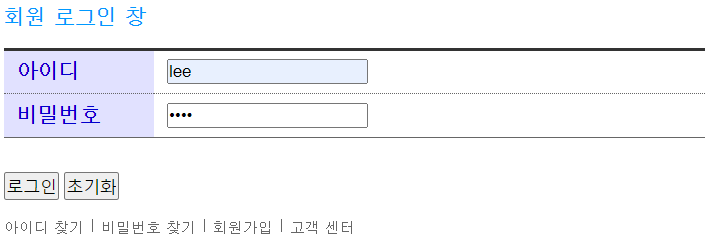 회원 로그인 창
아이디 lee
비밀번호 ••••
로그인 초기화
아이디 찾기 | 비밀번호 찾기 | 회원가입 | 고객 센터